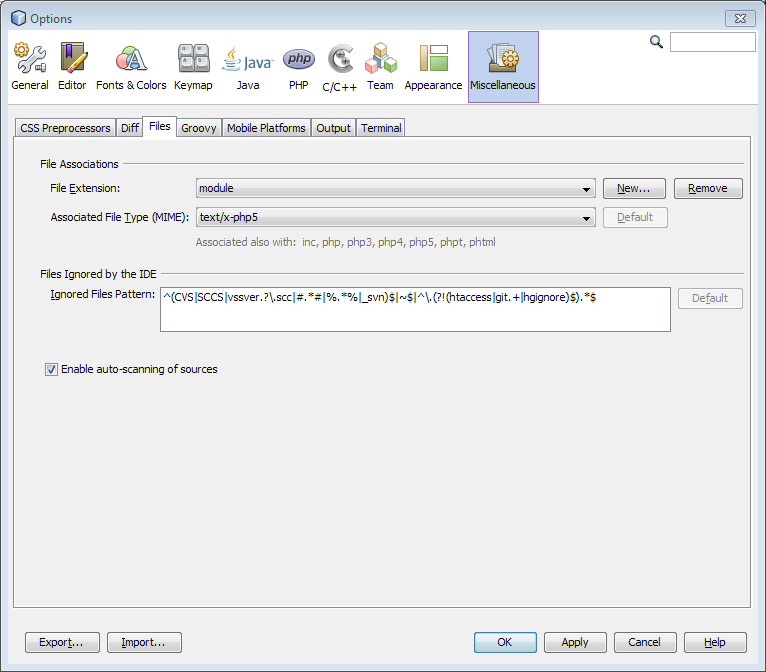 Options
php
Java
General Editor Fonts & Colors Keymap Java PHP C/C++ Team Appearance Miscellaneous
CSS Preprocessors Diff Files Groovy Mobile Platforms Output Terminal
File Associations
File Extension: module New... Remove
Associated File Type (MIME): text/x-php5 Default
Associated also with: inc, php, php3, php4, php5, phpt, phtml
Files Ignored by the IDE
Ignored Files Pattern: ^(CVS|SCCS|vssver.?\.scc|#.*#|%.*%|_svn)$|~$|^\.(?!(htaccess|git.+|hgignore)$).*$ Default
Enable auto-scanning of sources
Export... Import... OK Apply Cancel Help